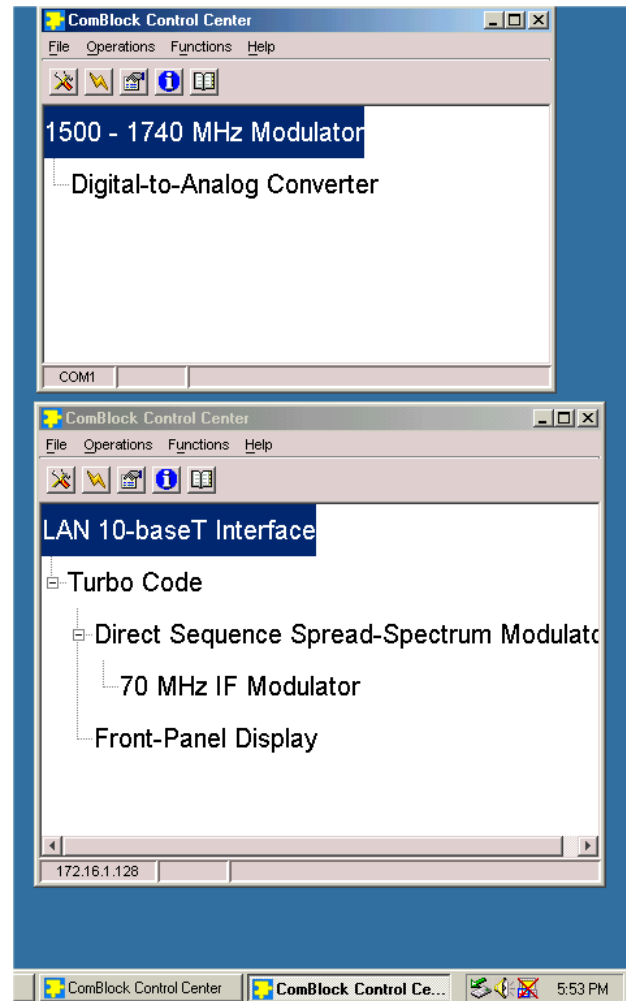 ComBlock Control Center
File Operations Functions Help
1500 - 1740 MHz Modulator
Digital-to-Analog Converter
COM1
ComBlock Control Center
File Operations Functions Help
LAN 10-baseT Interface
Turbo Code
Direct Sequence Spread-Spectrum Modulato
70 MHz IF Modulator
Front-Panel Display
172.16.1.128
ComBlock Control Center ComBlock Control Ce... 5:53 PM